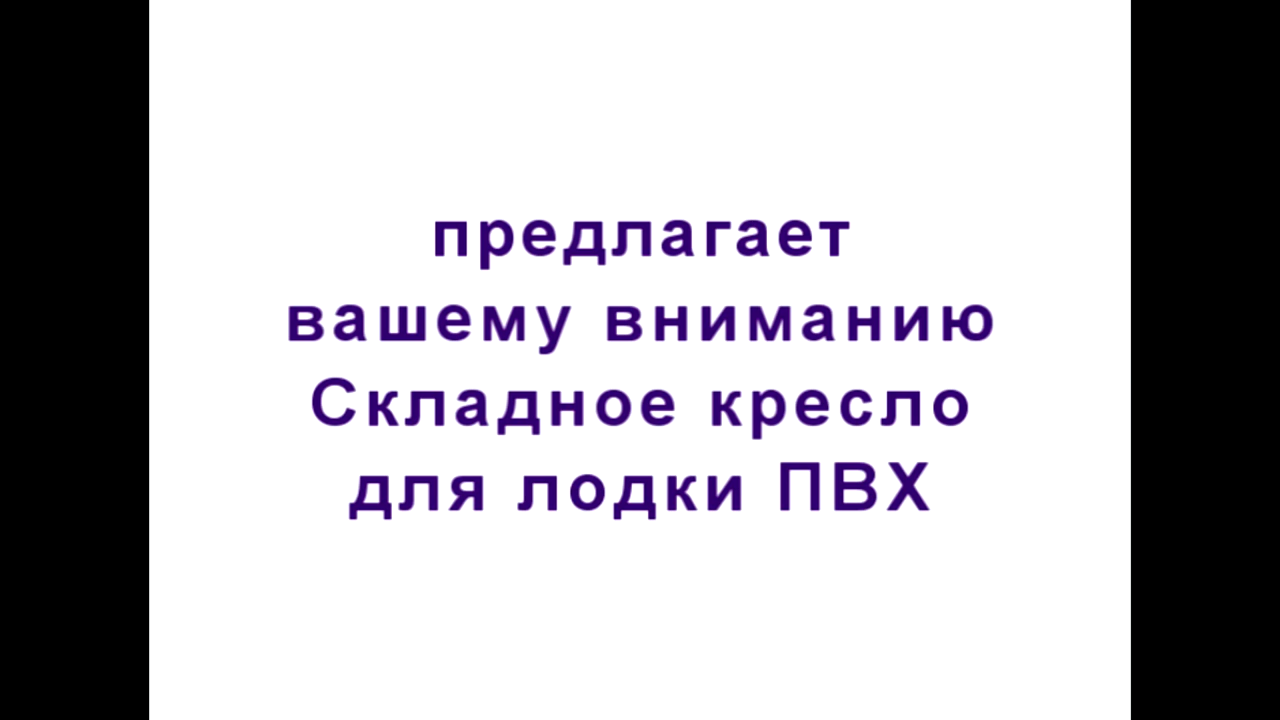 предлагает
вашему вниманию
Складное кресло
для лодки ПВХ